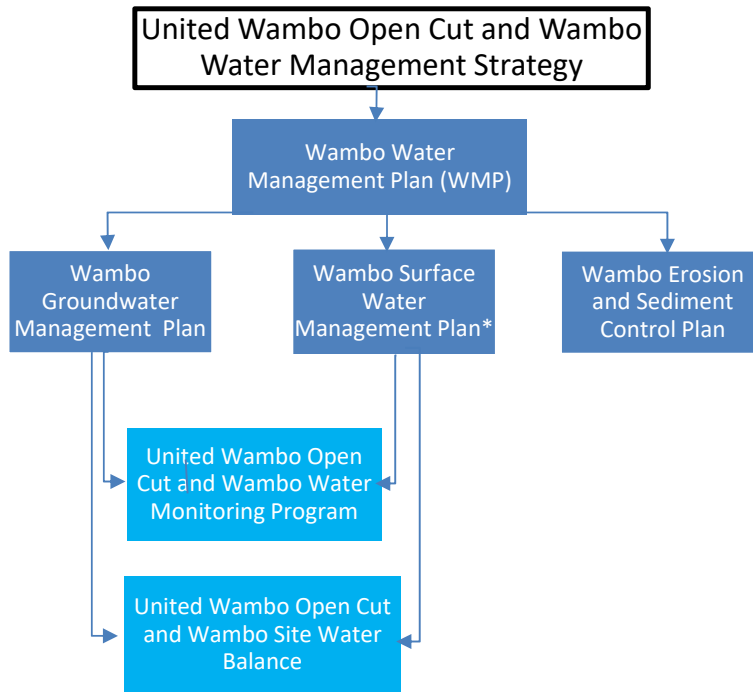 United Wambo Open Cut and Wambo
Water Management Strategy
Wambo Water
Management Plan (WMP)
Wambo
Groundwater
Management Plan
Wambo Surface
Water
Management Plan*
Wambo Erosion
and Sediment
Control Plan
United Wambo Open
Cut and Wambo Water
Monitoring Program
United Wambo Open Cut
and Wambo Site Water
Balance